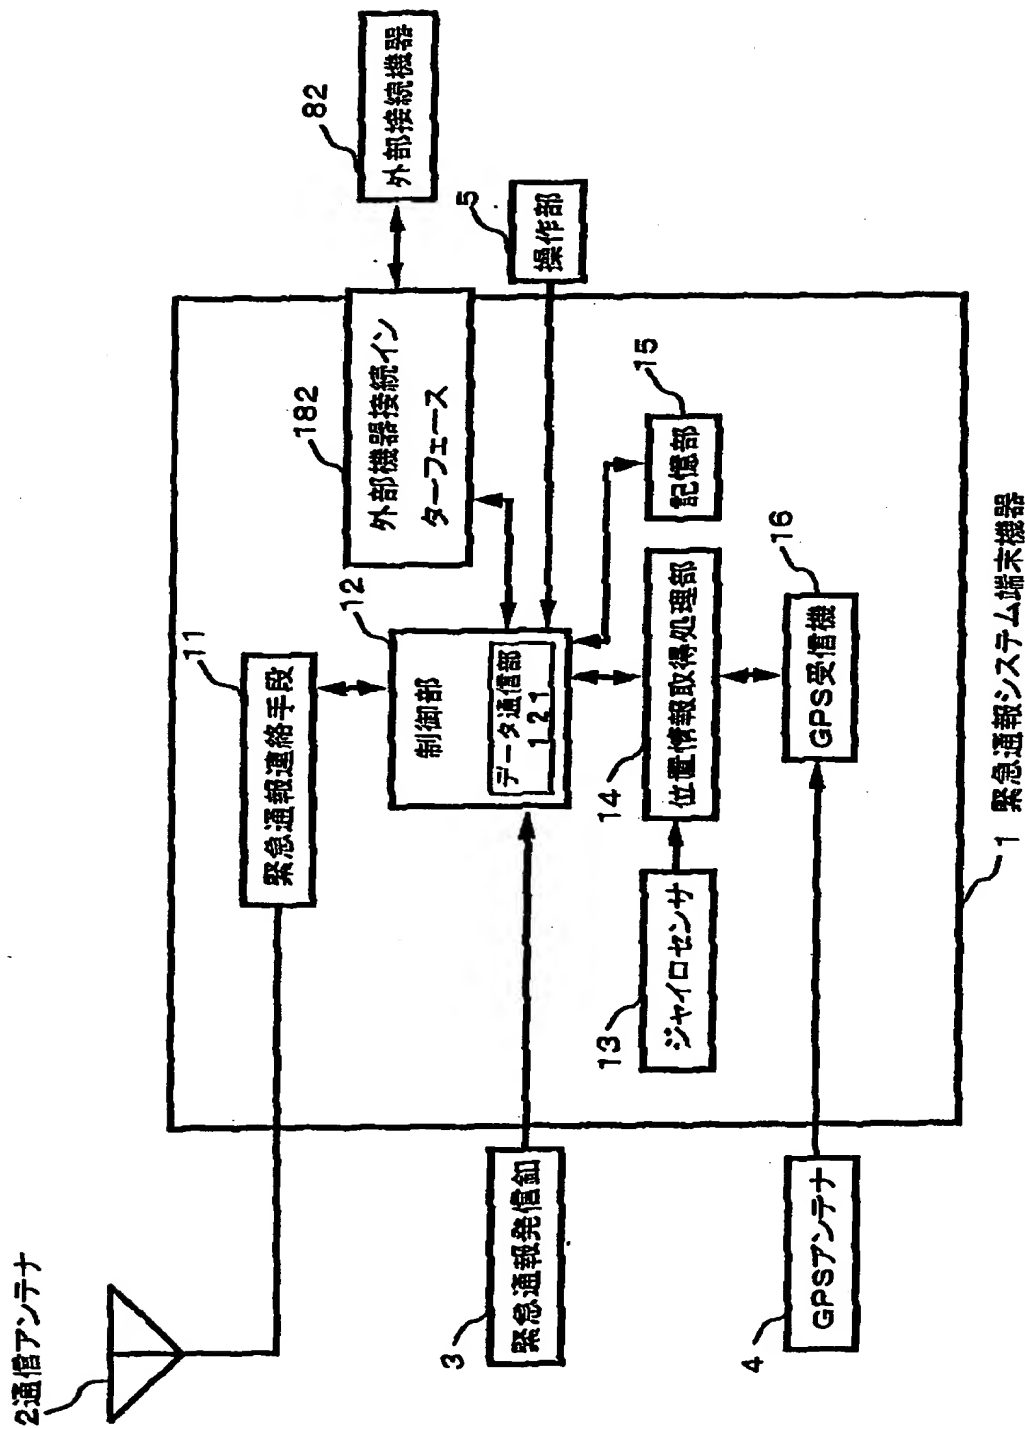 2通信アンテナ
11
緊急通報連絡手段
182
外部機器接続イン
ターフェース
82
外部接続機器
12
制御部
データ通信部
121
5
操作部
3
緊急通報発信釦
15
記憶部
14
位置情報取得処理部
13
ジャイロセンサ
16
GPS受信機
4
GPSアンテナ
1 緊急通報システム端末機器